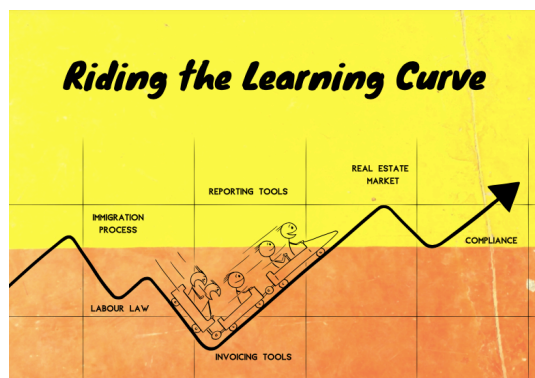 Riding the Learning Curve
REAL ESTATE
MARKET
REPORTING TOOLS
IMMIGRATION
PROCESS
COMPLIANCE
LABOUR LAW
INVOICING TOOLS